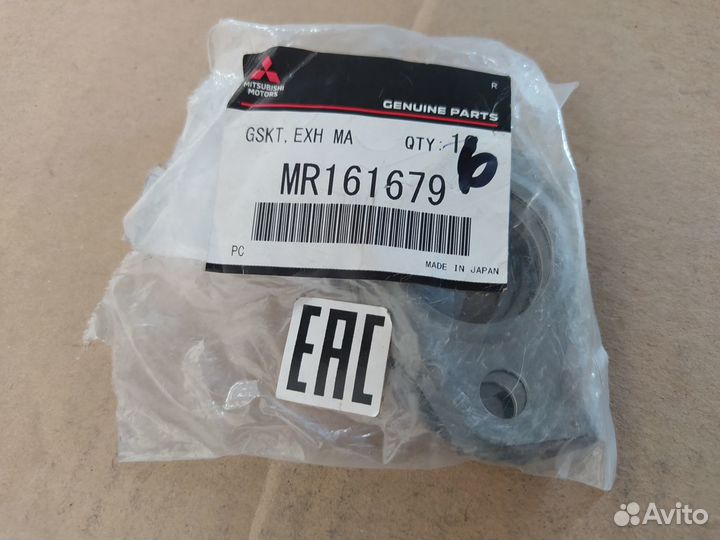 MITSUBISHI
MOTORS
R
GENUINE PARTS
GSKT, EXH MA QTY: 1
6
MR161679
PC
MADE IN JAPAN
EAC
Avito